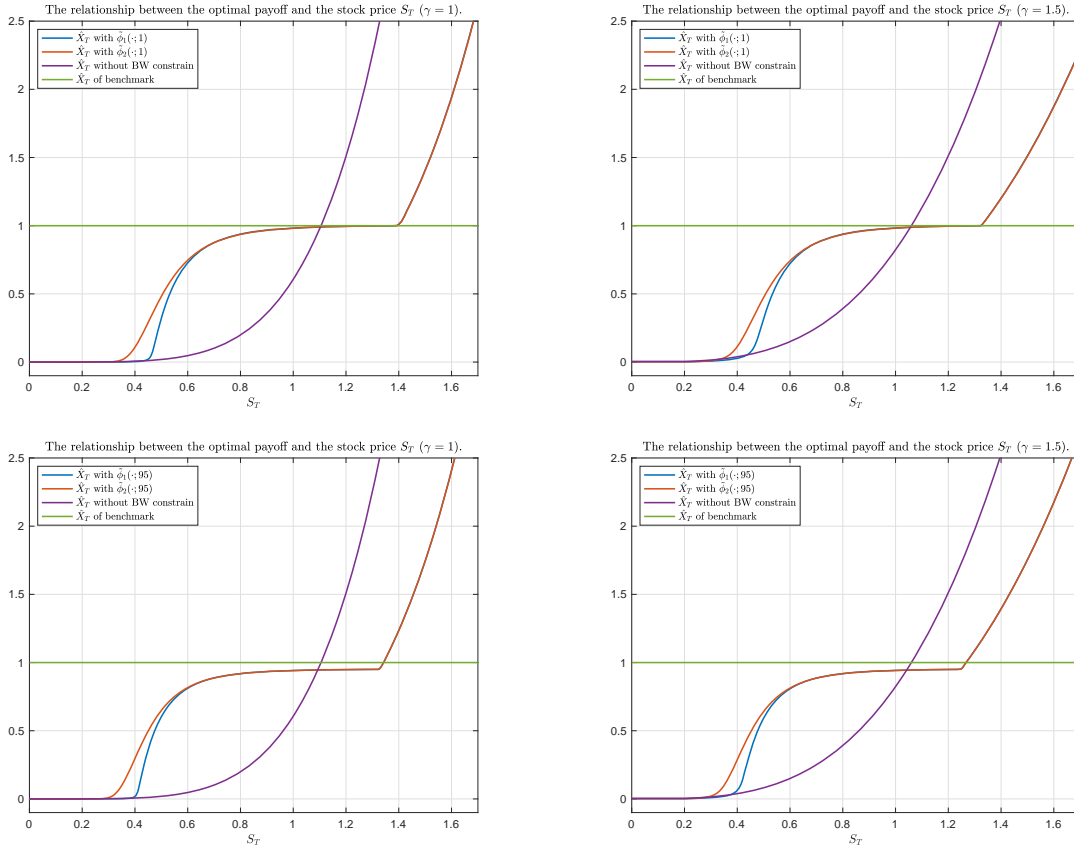 The relationship between the optimal payoff and the stock price S_T (γ = 1).
2.5
2
1.5
1
0.5
0
X̂_T with φ̃_1(·; 1)
X̂_T with φ̃_2(·; 1)
X̂_T without BW constrain
X̂_T of benchmark
0 0.2 0.4 0.6 0.8 1 1.2 1.4 1.6
S_T
The relationship between the optimal payoff and the stock price S_T (γ = 1.5).
2.5
2
1.5
1
0.5
0
X̂_T with φ̃_1(·; 1)
X̂_T with φ̃_2(·; 1)
X̂_T without BW constrain
X̂_T of benchmark
0 0.2 0.4 0.6 0.8 1 1.2 1.4 1.6
S_T
The relationship between the optimal payoff and the stock price S_T (γ = 1).
2.5
2
1.5
1
0.5
0
X̂_T with φ̃_1(·; 95)
X̂_T with φ̃_2(·; 95)
X̂_T without BW constrain
X̂_T of benchmark
0 0.2 0.4 0.6 0.8 1 1.2 1.4 1.6
S_T
The relationship between the optimal payoff and the stock price S_T (γ = 1.5).
2.5
2
1.5
1
0.5
0
X̂_T with φ̃_1(·; 95)
X̂_T with φ̃_2(·; 95)
X̂_T without BW constrain
X̂_T of benchmark
0 0.2 0.4 0.6 0.8 1 1.2 1.4 1.6
S_T